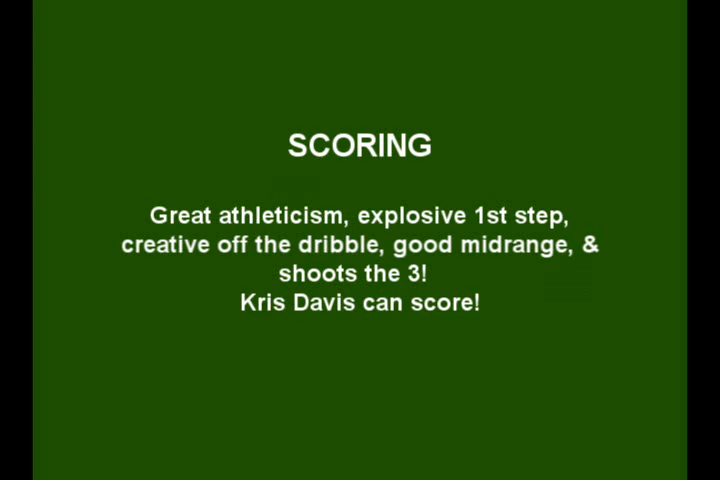 SCORING
Great athleticism, explosive 1st step,
creative off the dribble, good midrange, &
shoots the 3!
Kris Davis can score!